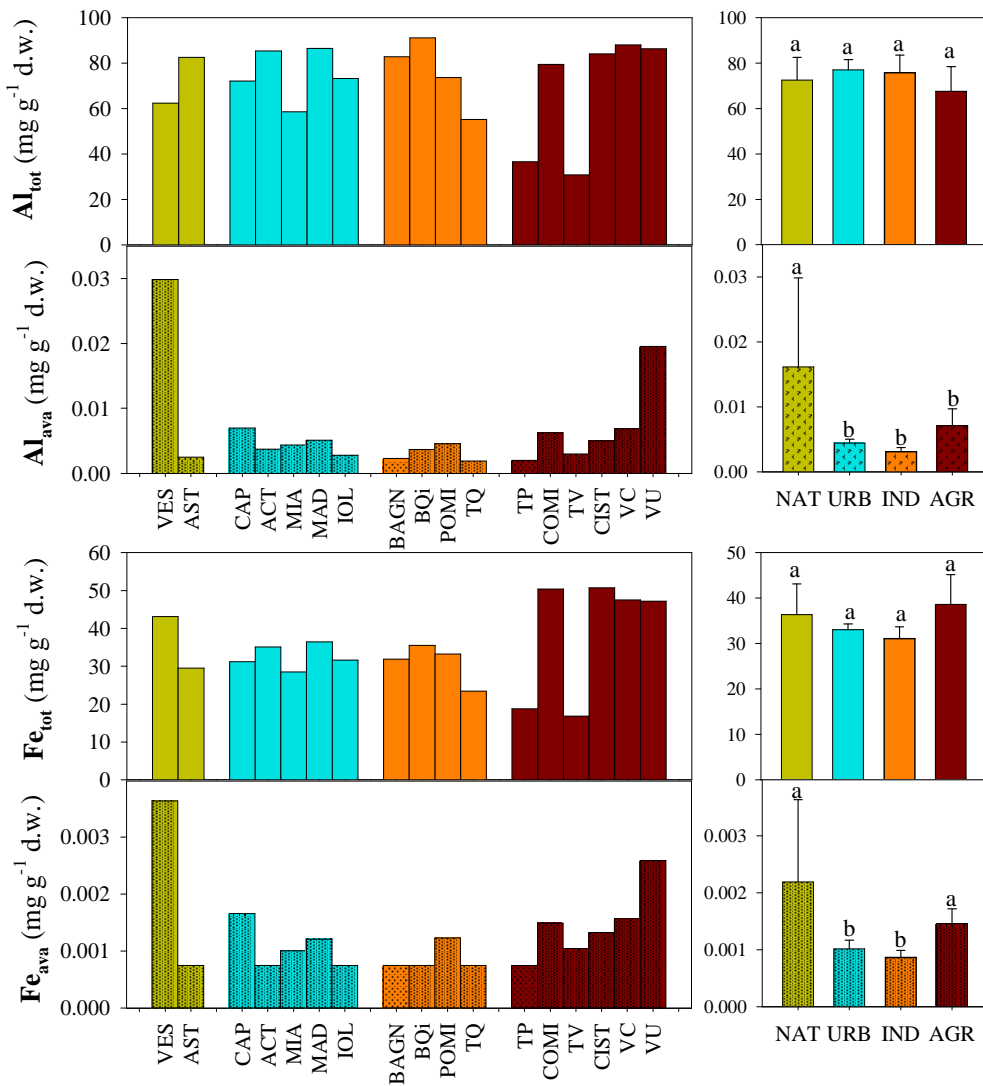 Al_tot (mg g^-1 d.w.)
100
80
60
40
20
0
100
80
60
40
20
0
a
a
a
a
Al_ava (mg g^-1 d.w.)
0.03
0.02
0.01
0.00
VES
AST
CAP
ACT
MIA
MAD
IOL
BAGN
BQi
POMI
TQ
TP
COMI
TV
CIST
VC
VU
0.03
0.02
0.01
0.00
a
b
b
b
NAT URB IND AGR
Fe_tot (mg g^-1 d.w.)
60
50
40
30
20
10
0
50
40
30
20
10
0
a
a
a
a
Fe_ava (mg g^-1 d.w.)
0.003
0.002
0.001
0.000
VES
AST
CAP
ACT
MIA
MAD
IOL
BAGN
BQi
POMI
TQ
TP
COMI
TV
CIST
VC
VU
0.003
0.002
0.001
0.000
a
b
b
a
NAT URB IND AGR